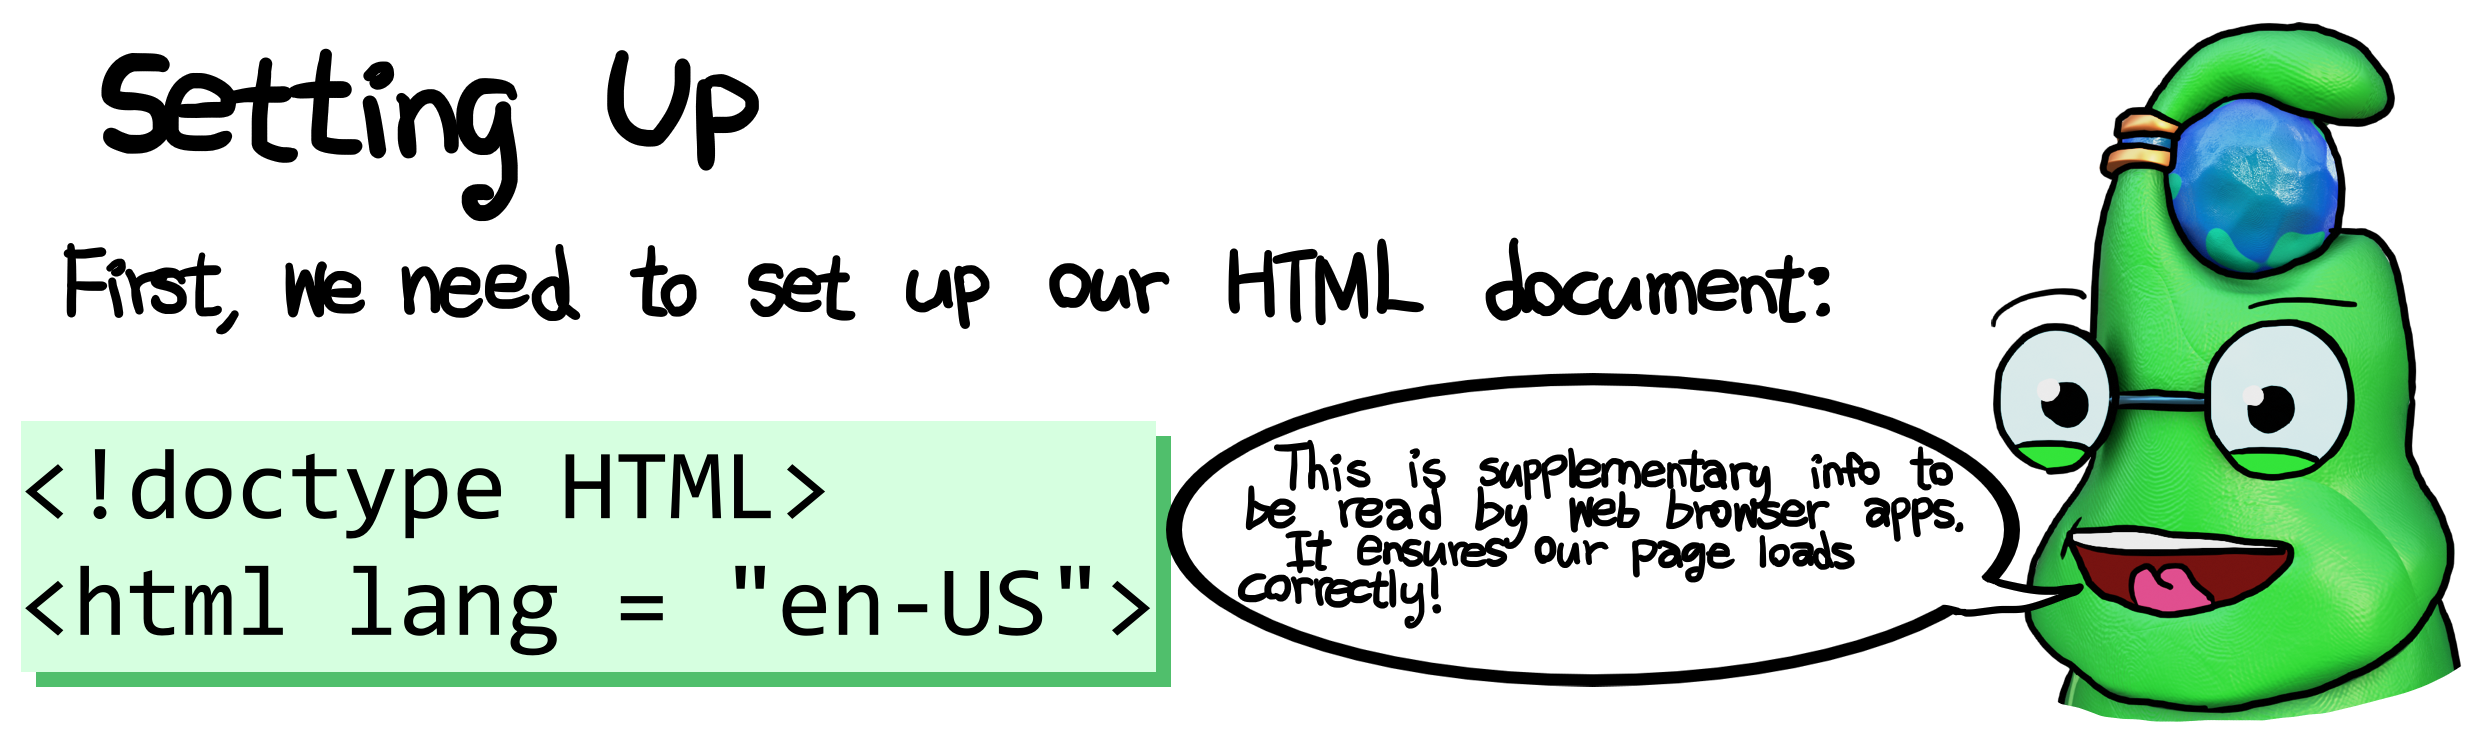 Setting Up
First, we need to set up our HTML document:
<!doctype HTML>
<html lang = "en-US">
This is supplementary info to
be read by web browser apps.
It ensures our page loads
correctly!